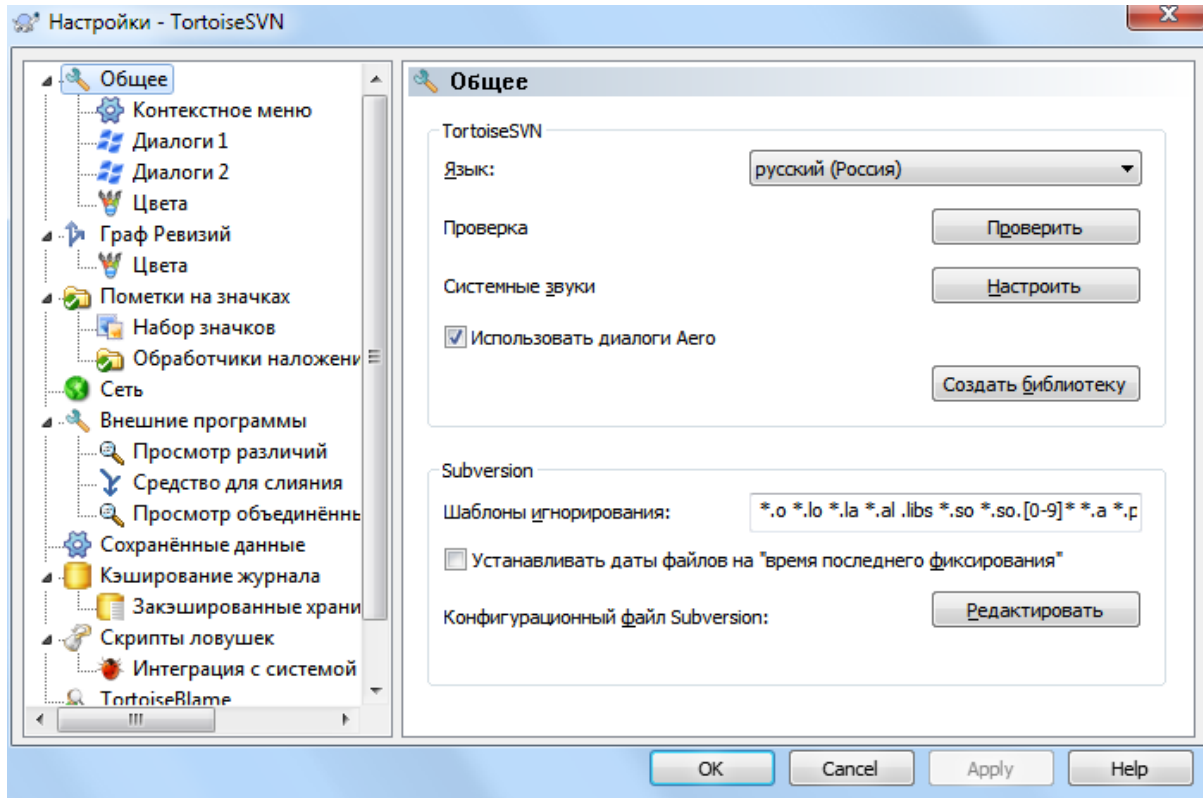 Настройки - TortoiseSVN
Общее
Контекстное меню
Диалоги 1
Диалоги 2
Цвета
Граф Ревизий
Цвета
Пометки на значках
Набор значков
Обработчики наложени
Сеть
Внешние программы
Просмотр различий
Средство для слияния
Просмотр объединённь
Сохранённые данные
Кэширование журнала
Закэшированные храни
Скрипты ловушек
Интеграция с системой
TortoiseBlame
Общее
TortoiseSVN
Язык: русский (Россия)
Проверка Проверить
Системные звуки Настроить
Использовать диалоги Aero
Создать библиотеку
Subversion
Шаблоны игнорирования: *.o *.lo *.la *.al .libs *.so *.so.[0-9]* *.a *.p
Устанавливать даты файлов на "время последнего фиксирования"
Конфигурационный файл Subversion: Редактировать
OK Cancel Apply Help